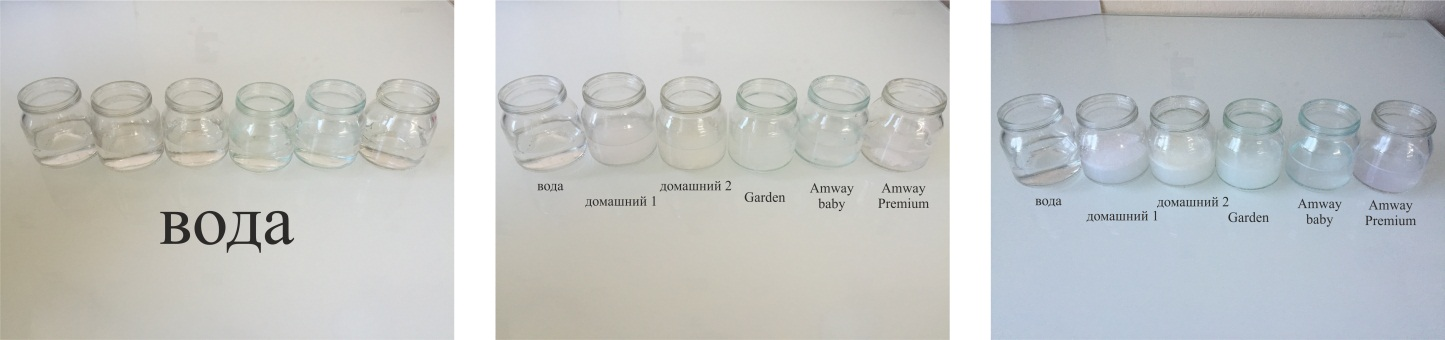 вода
вода
домашний 1
домашний 2
Garden
Amway
baby
Amway
Premium
вода
домашний 1
домашний 2
Garden
Amway
baby
Amway
Premium